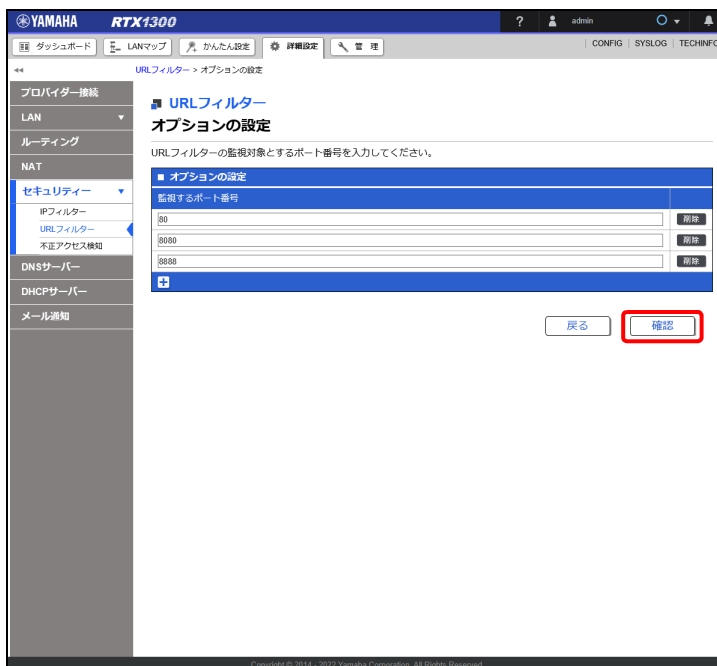 YAMAHA RTX1300 ? admin
ダッシュボード LANマップ かんたん設定 詳細設定 管 理 CONFIG SYSLOG TECHINFO
URLフィルター > オプションの設定
プロバイダー接続
LAN
ルーティング
NAT
セキュリティー
IPフィルター
URLフィルター
不正アクセス検知
DNSサーバー
DHCPサーバー
メール通知
URLフィルター
オプションの設定
URLフィルターの監視対象とするポート番号を入力してください。
■ オプションの設定
監視するポート番号
80 削除
8080 削除
8888 削除
戻る 確認
Copyright © 2014 - 2022 Yamaha Corporation. All Rights Reserved.